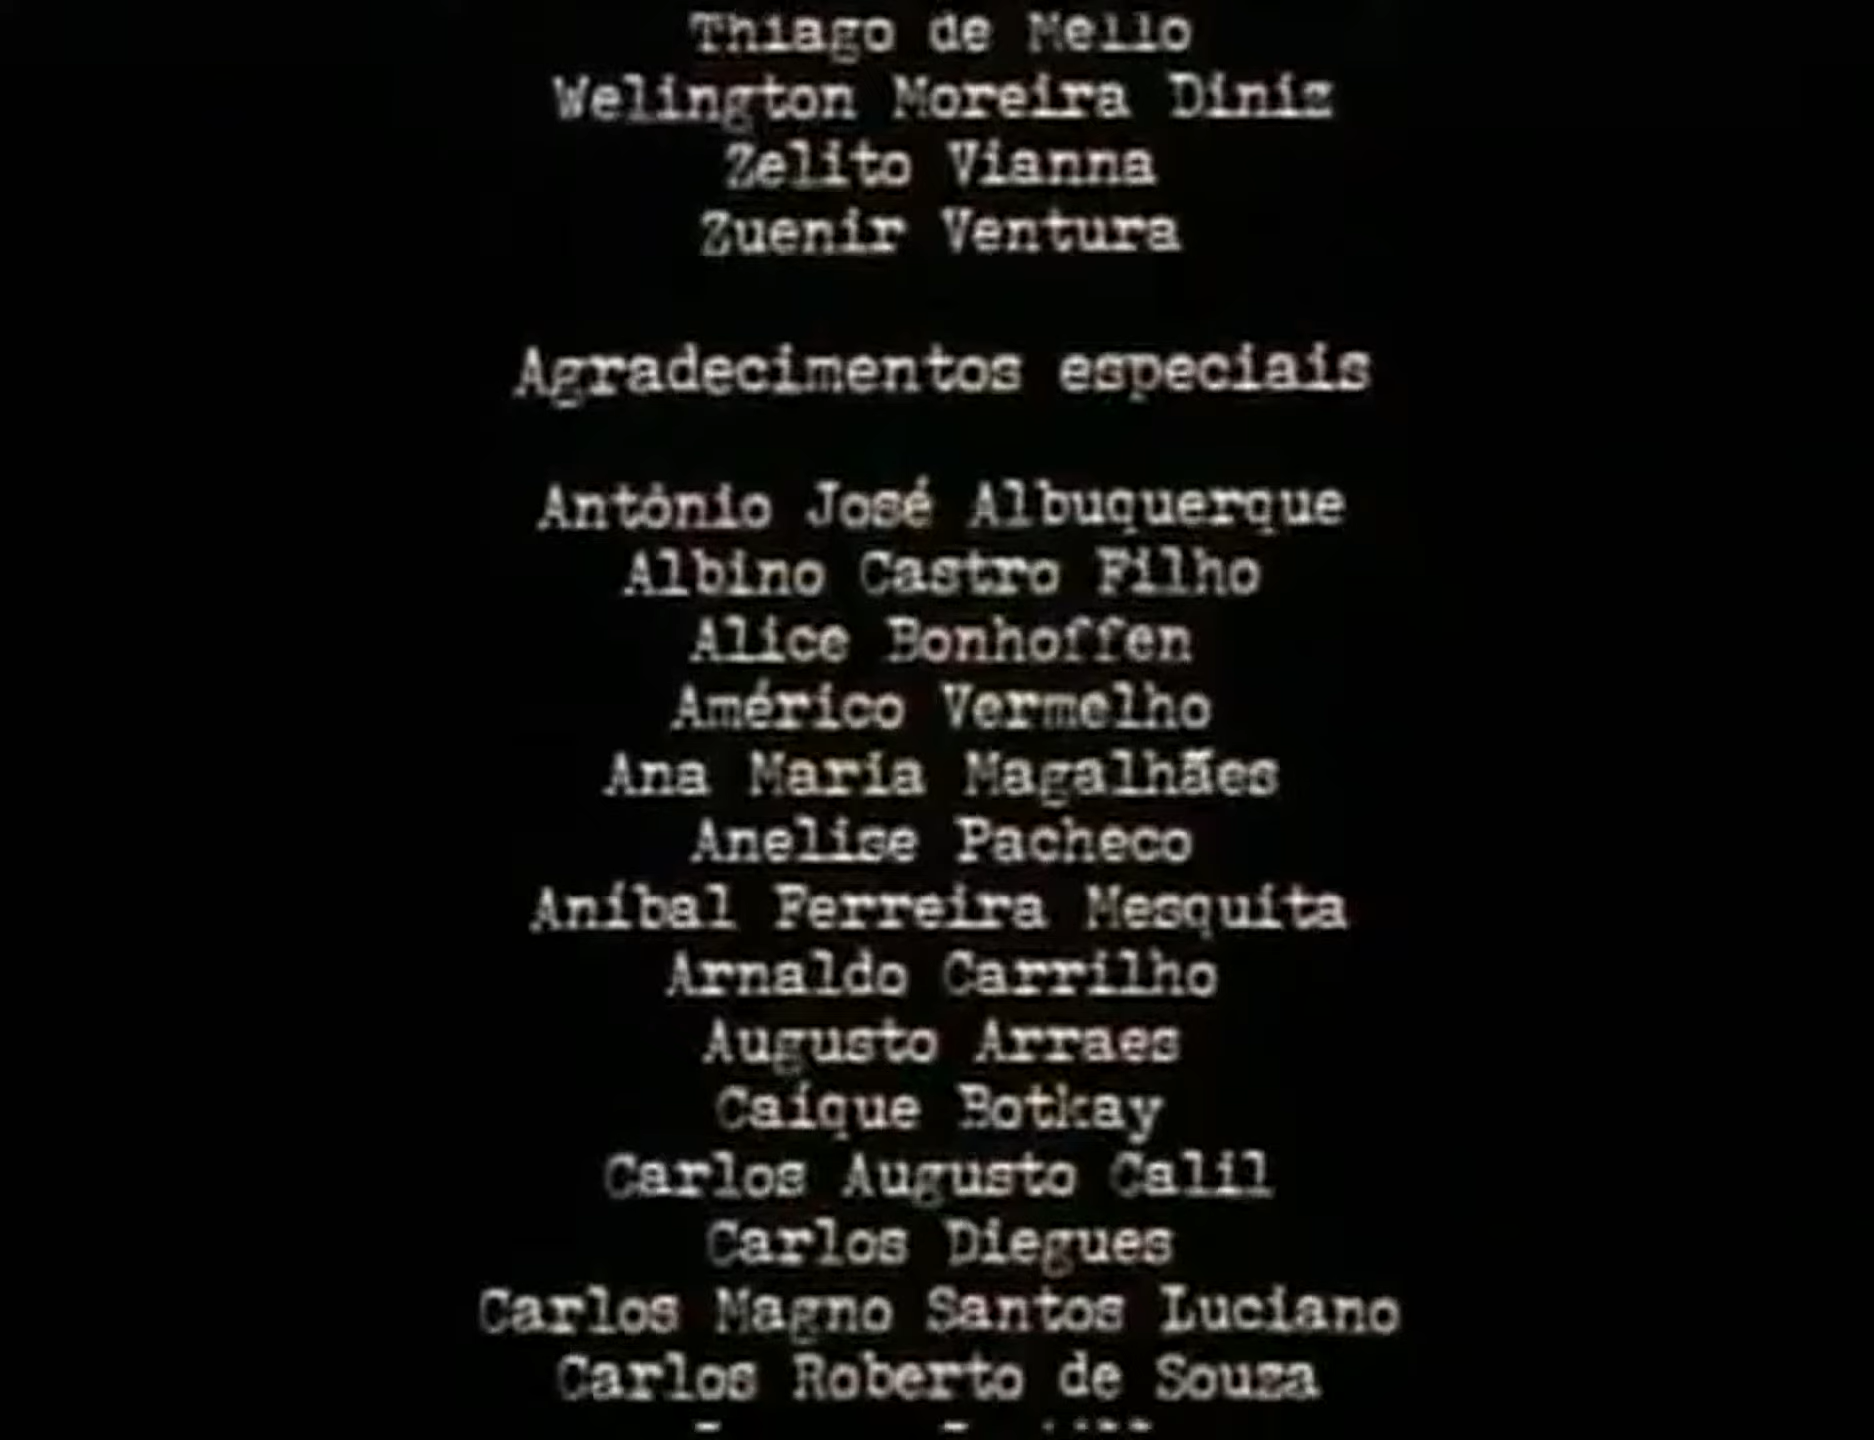 Thiago de Mello
Welington Moreira Diniz
Zelito Vianna
Zuenir Ventura
Agradecimentos especiais
António José Albuquerque
Albino Castro Filho
Alice Bonhoffen
Américo Vermelho
Ana Maria Magalhães
Anelise Pacheco
Aníbal Ferreira Mesquita
Arnaldo Carrilho
Augusto Arraes
Caíque Botkay
Carlos Augusto Calil
Carlos Diegues
Carlos Magno Santos Luciano
Carlos Roberto de Souza